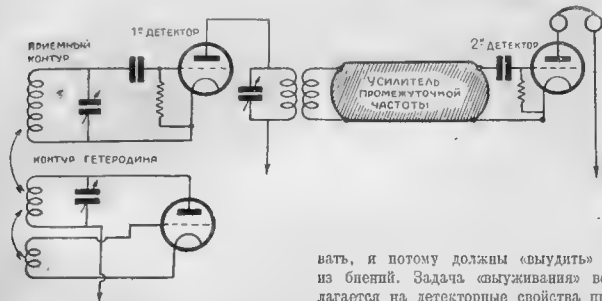 1й ДЕТЕКТОР
ПРИЕМНЫЙ
КОНТУР
2й ДЕТЕКТОР
УСИЛИТЕЛЬ
ПРОМЕЖУТОЧНОЙ
ЧАСТОТЫ
КОНТУР ГЕТЕРОДИНА
вать, и потому должны «выудить»
из биений. Задача «выуживания» во
лагается на детекторные свойства